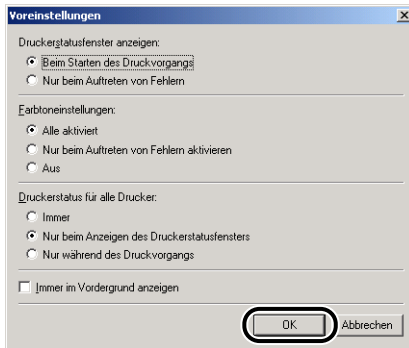 Voreinstellungen
Druckerstatusfenster anzeigen:
Beim Starten des Druckvorgangs
Nur beim Auftreten von Fehlern
Farbtoneinstellungen:
Alle aktiviert
Nur beim Auftreten von Fehlern aktivieren
Aus
Druckerstatus für alle Drucker:
Immer
Nur beim Anzeigen des Druckerstatusfensters
Nur während des Druckvorgangs
Immer im Vordergrund anzeigen
OK Abbrechen